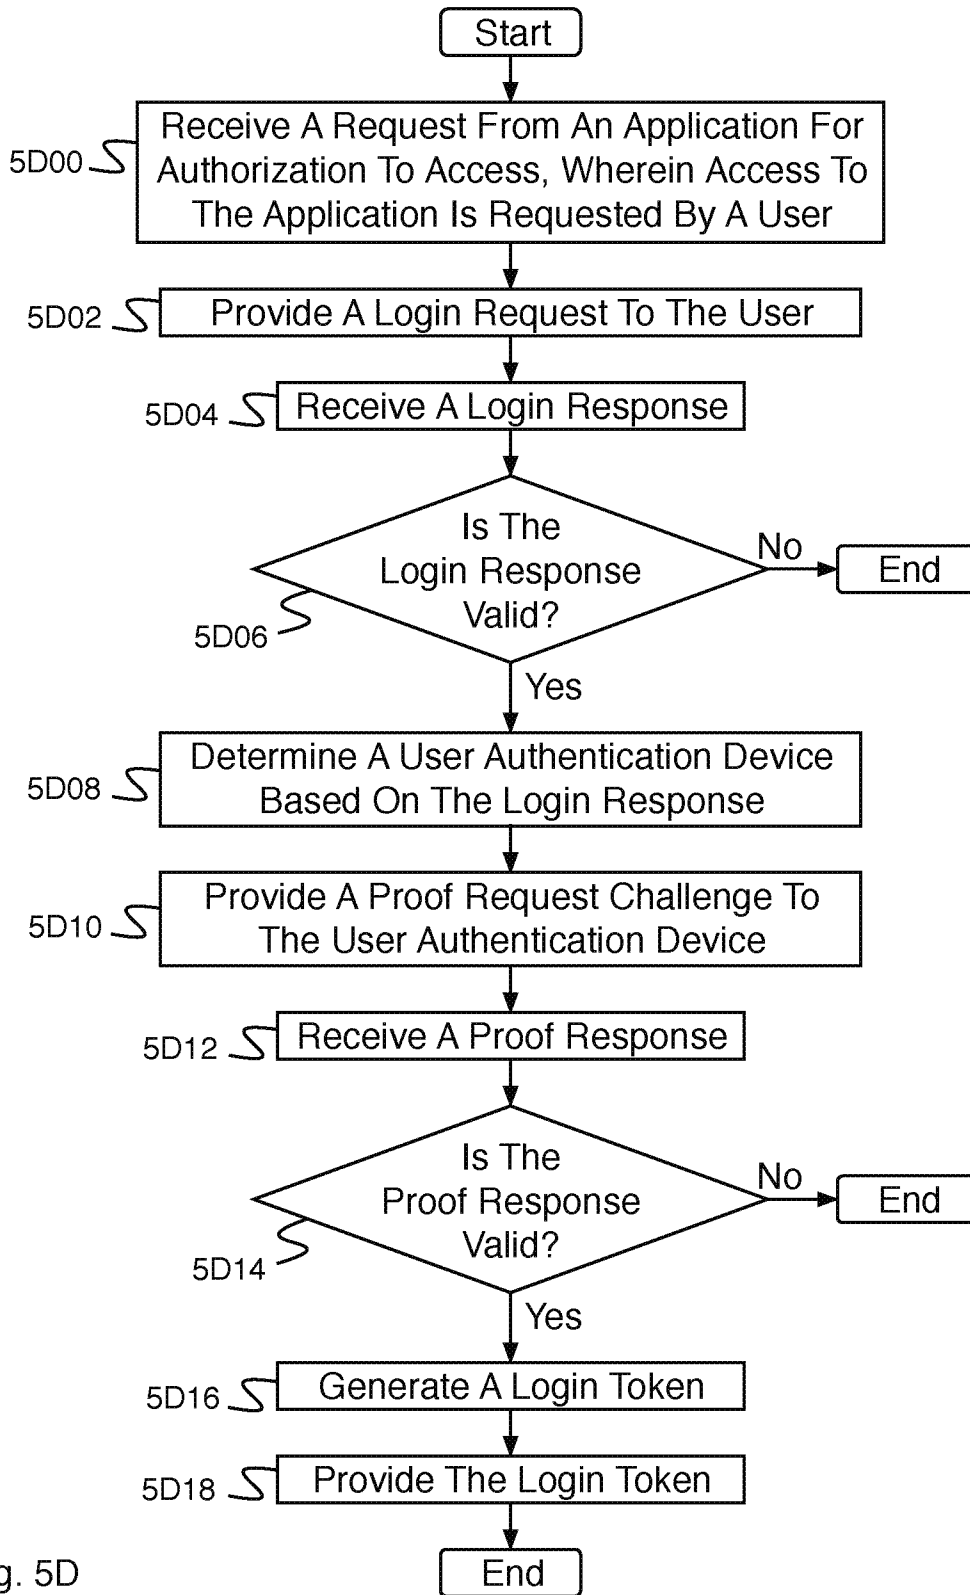 Start
5D00
Receive A Request From An Application For
Authorization To Access, Wherein Access To
The Application Is Requested By A User
5D02
Provide A Login Request To The User
5D04
Receive A Login Response
Is The
Login Response
Valid?
No
End
5D06
Yes
5D08
Determine A User Authentication Device
Based On The Login Response
5D10
Provide A Proof Request Challenge To
The User Authentication Device
5D12
Receive A Proof Response
Is The
Proof Response
Valid?
No
End
5D14
Yes
5D16
Generate A Login Token
5D18
Provide The Login Token
End
g. 5D